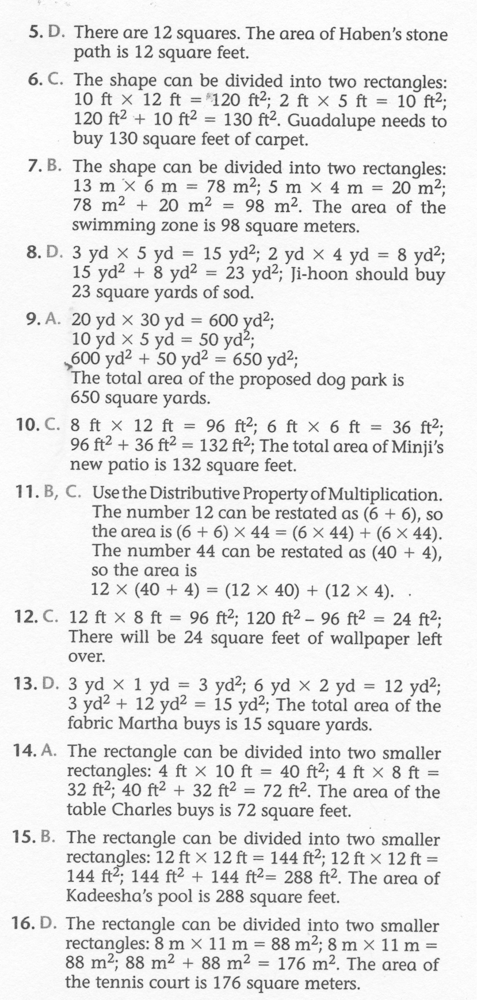 5. D. There are 12 squares. The area of Haben's stone
path is 12 square feet.
6. C. The shape can be divided into two rectangles:
10 ft × 12 ft = 120 ft²; 2 ft × 5 ft = 10 ft²;
120 ft² + 10 ft² = 130 ft². Guadalupe needs to
buy 130 square feet of carpet.
7. B. The shape can be divided into two rectangles:
13 m × 6 m = 78 m²; 5 m × 4 m = 20 m²;
78 m² + 20 m² = 98 m². The area of the
swimming zone is 98 square meters.
8. D. 3 yd × 5 yd = 15 yd²; 2 yd × 4 yd = 8 yd²;
15 yd² + 8 yd² = 23 yd²; Ji-hoon should buy
23 square yards of sod.
9. A. 20 yd × 30 yd = 600 yd²;
10 yd × 5 yd = 50 yd²;
600 yd² + 50 yd² = 650 yd²;
The total area of the proposed dog park is
650 square yards.
10. C. 8 ft × 12 ft = 96 ft²; 6 ft × 6 ft = 36 ft²;
96 ft² + 36 ft² = 132 ft²; The total area of Minji's
new patio is 132 square feet.
11. B, C. Use the Distributive Property of Multiplication.
The number 12 can be restated as (6 + 6), so
the area is (6 + 6) × 44 = (6 × 44) + (6 × 44).
The number 44 can be restated as (40 + 4),
so the area is
12 × (40 + 4) = (12 × 40) + (12 × 4).
12. C. 12 ft × 8 ft = 96 ft²; 120 ft² – 96 ft² = 24 ft²;
There will be 24 square feet of wallpaper left
over.
13. D. 3 yd × 1 yd = 3 yd²; 6 yd × 2 yd = 12 yd²;
3 yd² + 12 yd² = 15 yd²; The total area of the
fabric Martha buys is 15 square yards.
14. A. The rectangle can be divided into two smaller
rectangles: 4 ft × 10 ft = 40 ft²; 4 ft × 8 ft =
32 ft²; 40 ft² + 32 ft² = 72 ft². The area of the
table Charles buys is 72 square feet.
15. B. The rectangle can be divided into two smaller
rectangles: 12 ft × 12 ft = 144 ft²; 12 ft × 12 ft =
144 ft²; 144 ft² + 144 ft²= 288 ft². The area of
Kadeesha's pool is 288 square feet.
16. D. The rectangle can be divided into two smaller
rectangles: 8 m × 11 m = 88 m²; 8 m × 11 m =
88 m²; 88 m² + 88 m² = 176 m². The area of
the tennis court is 176 square meters.